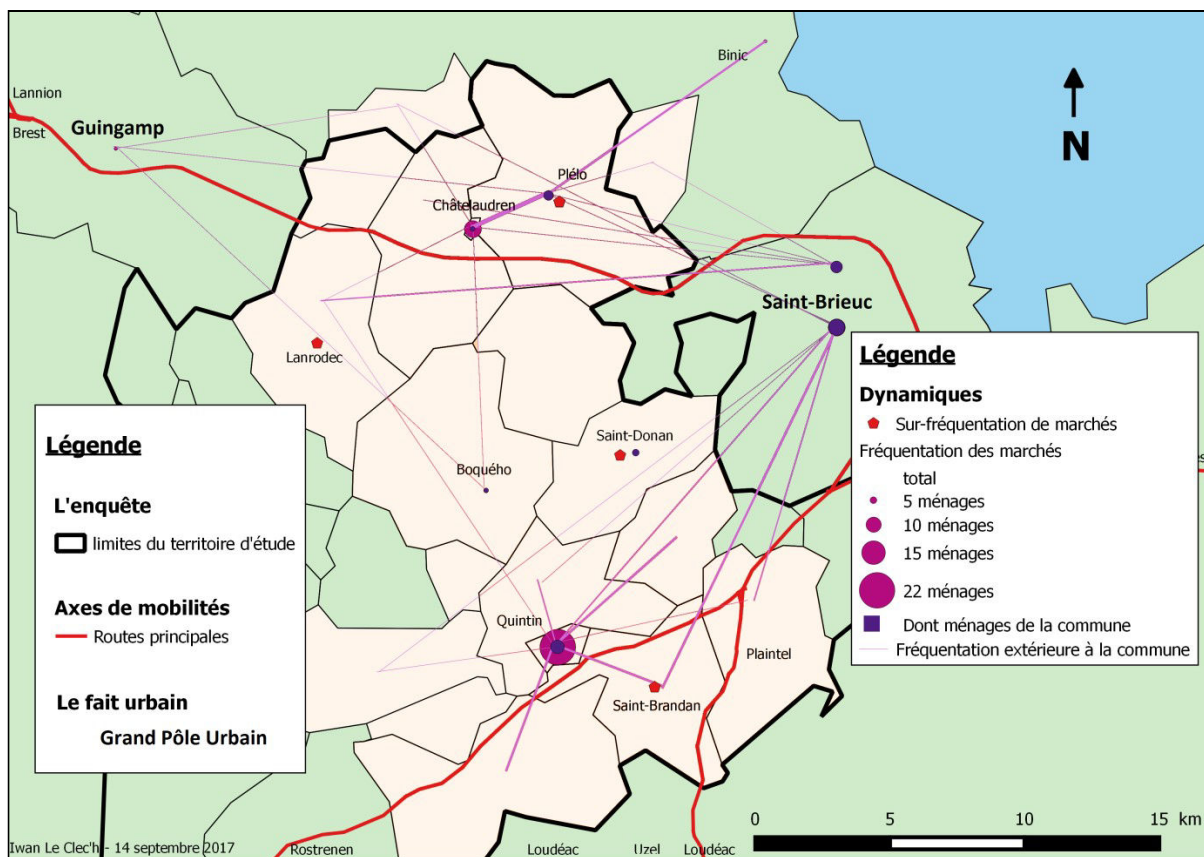 Binic
Lannion
Brest
Guingamp
N
Plélo
Châtelaudren
Saint-Brieuc
Lanrodec
Saint-Donan
Boquého
Quintin
Plaintel
Saint-Brandan
Légende
L'enquête
limites du territoire d'étude
Axes de mobilités
Routes principales
Le fait urbain
Grand Pôle Urbain
Légende
Dynamiques
Sur-fréquentation de marchés
Fréquentation des marchés
total
5 ménages
10 ménages
15 ménages
22 ménages
Dont ménages de la commune
Fréquentation extérieure à la commune
0 5 10 15 km
Iwan Le Clec'h - 14 septembre 2017
Rostrenen
Loudéac
Uzel
Loudéac